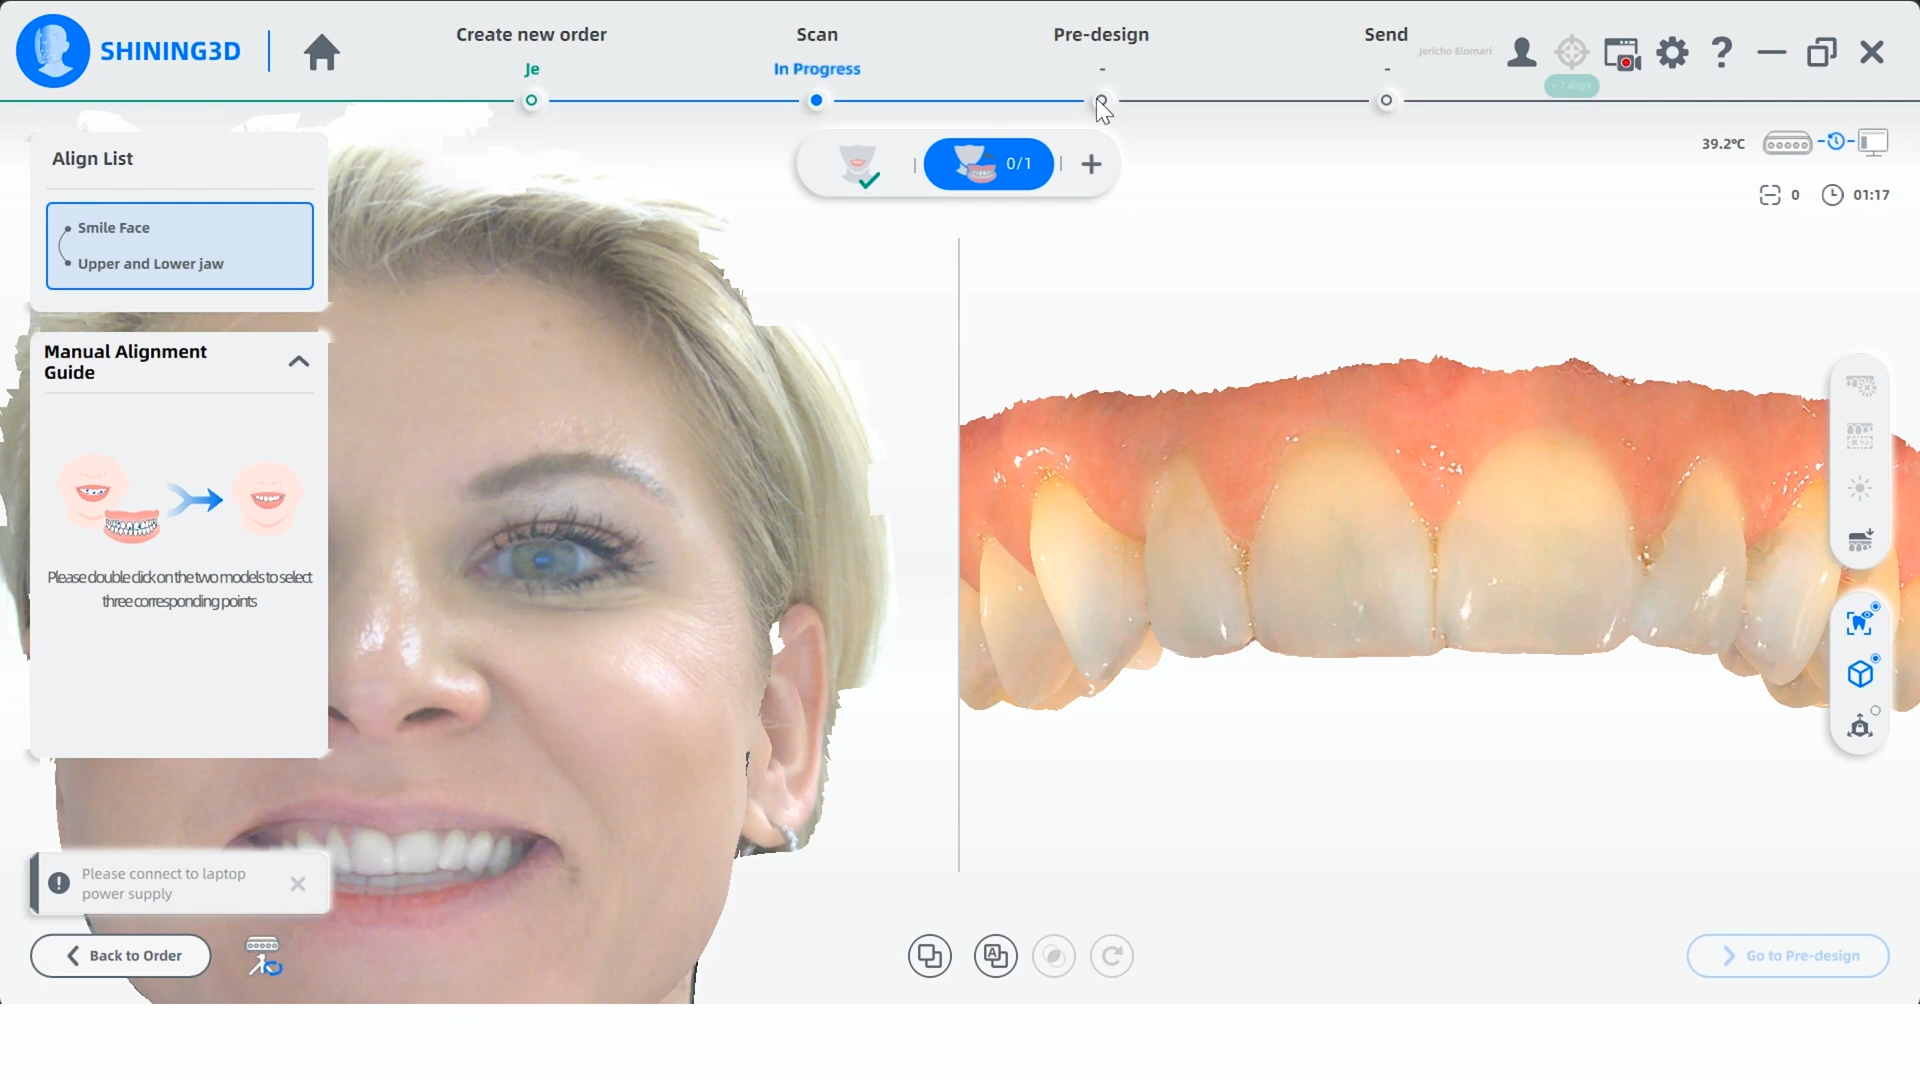 SHINING3D
Create new order
Je
Scan
In Progress
Pre-design
-
Send
-
Jericho Elomari
+7 days
Align List
Smile Face
Upper and Lower jaw
0/1
39.2°C
0
01:17
Manual Alignment
Guide
Please double click on the two models to select
three corresponding points
Please connect to laptop
power supply
Back to Order
A
Go to Pre-design